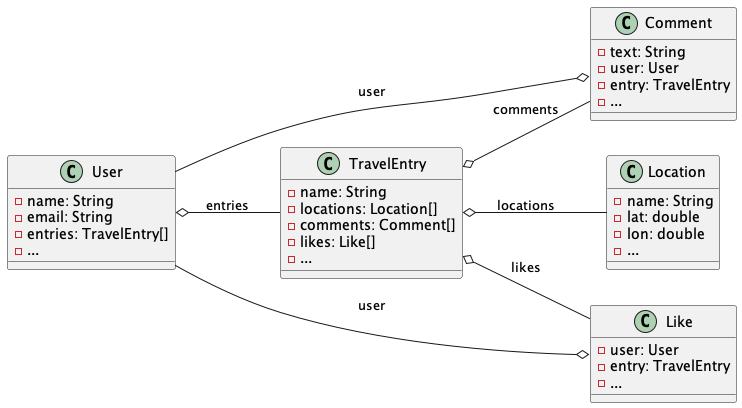 C User
name: String
email: String
entries: TravelEntry[]
...
entries
user
user
C TravelEntry
name: String
locations: Location[]
comments: Comment[]
likes: Like[]
...
comments
locations
likes
C Comment
text: String
user: User
entry: TravelEntry
...
C Location
name: String
lat: double
lon: double
...
C Like
user: User
entry: TravelEntry
...